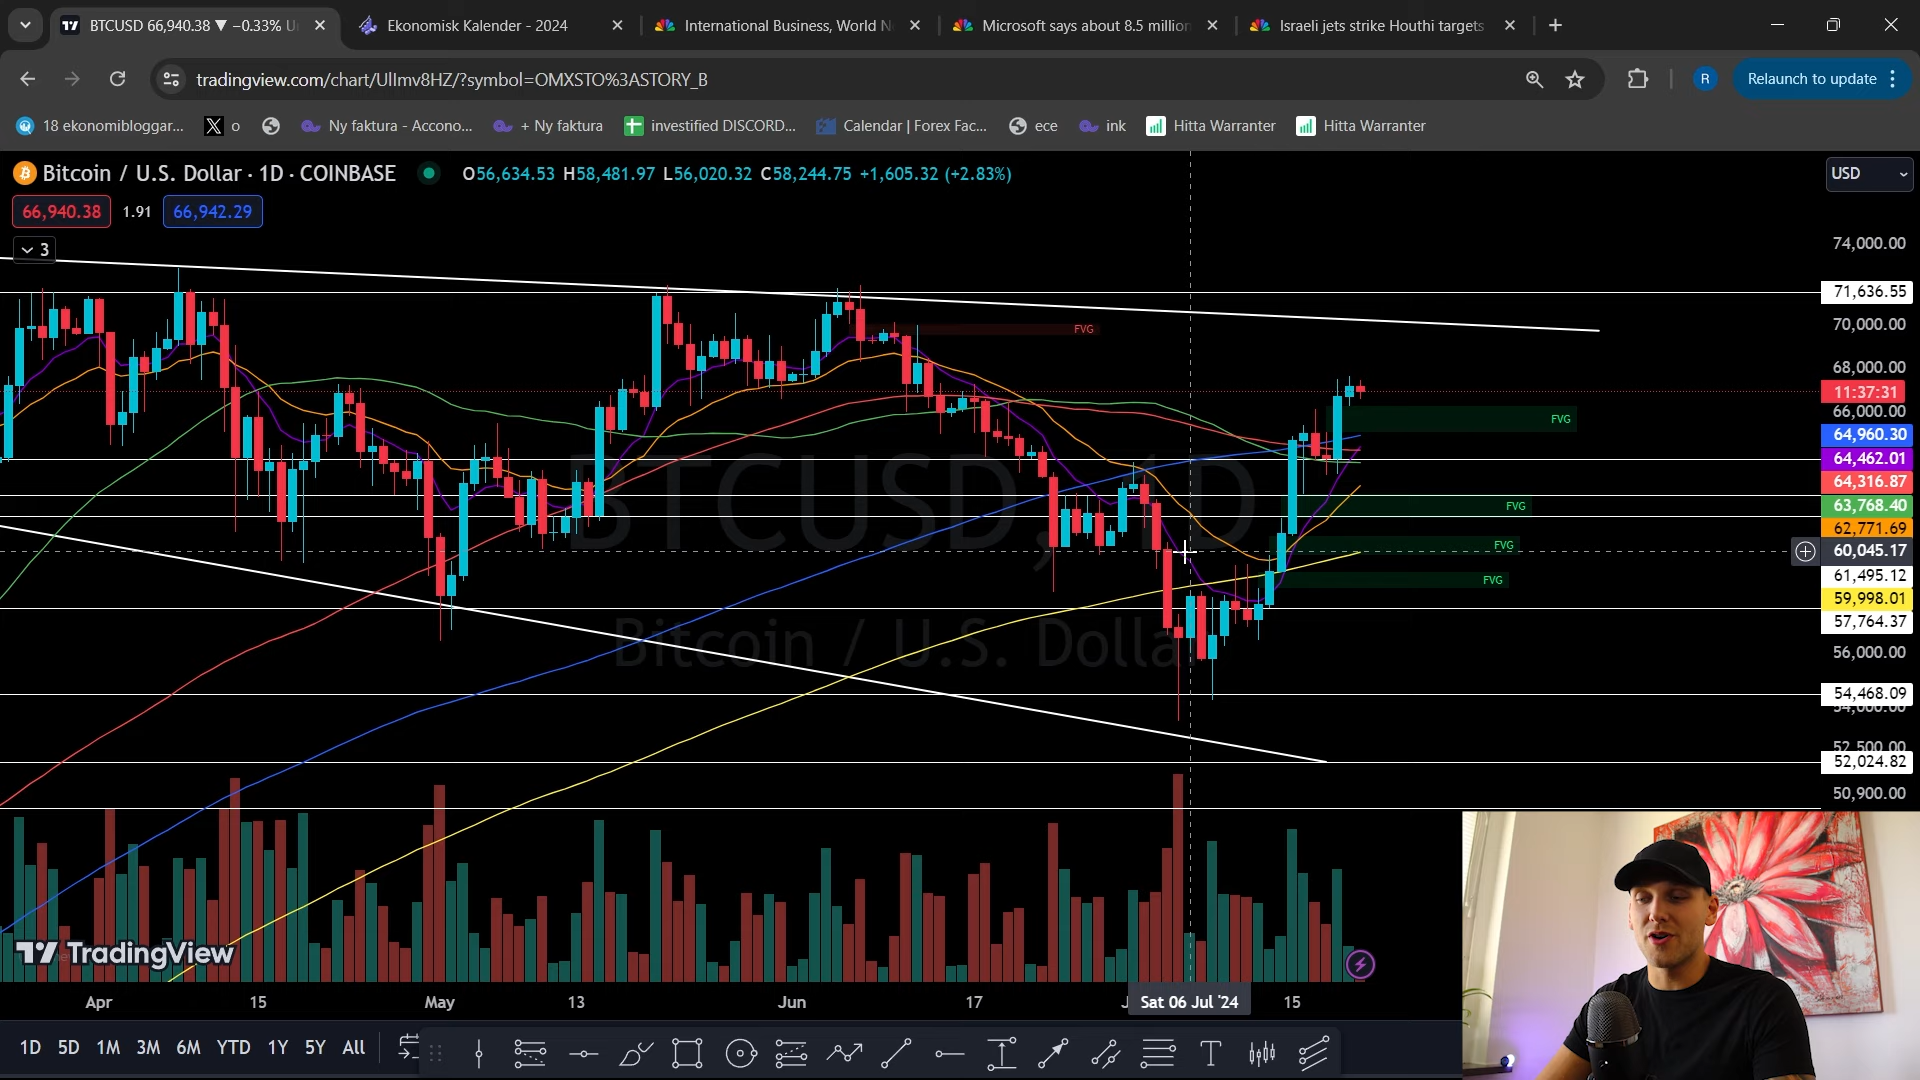 BTCUSD 66,940.38 ▼ −0.33% U
Ekonomisk Kalender - 2024
International Business, World N
Microsoft says about 8.5 million
Israeli jets strike Houthi targets
tradingview.com/chart/UlImv8HZ/?symbol=OMXSTO%3ASTORY_B
R
Relaunch to update
18 ekonomibloggar...
o
Ny faktura - Accono...
+ Ny faktura
investified DISCORD...
Calendar | Forex Fac...
ece
ink
Hitta Warranter
Hitta Warranter
Bitcoin / U.S. Dollar · 1D · COINBASE
O56,634.53 H58,481.97 L56,020.32 C58,244.75 +1,605.32 (+2.83%)
USD
66,940.38
1.91
66,942.29
3
74,000.00
71,636.55
70,000.00
68,000.00
11:37:31
66,000.00
64,960.30
64,462.01
64,316.87
63,768.40
62,771.69
60,045.17
61,495.12
59,998.01
57,764.37
56,000.00
54,468.09
54,000.00
52,500.00
52,024.82
50,900.00
FVG
FVG
FVG
FVG
FVG
BTCUSD, 1D
Bitcoin / U.S. Dollar
TradingView
Apr
15
May
13
Jun
17
Sat 06 Jul '24
15
1D
5D
1M
3M
6M
YTD
1Y
5Y
All